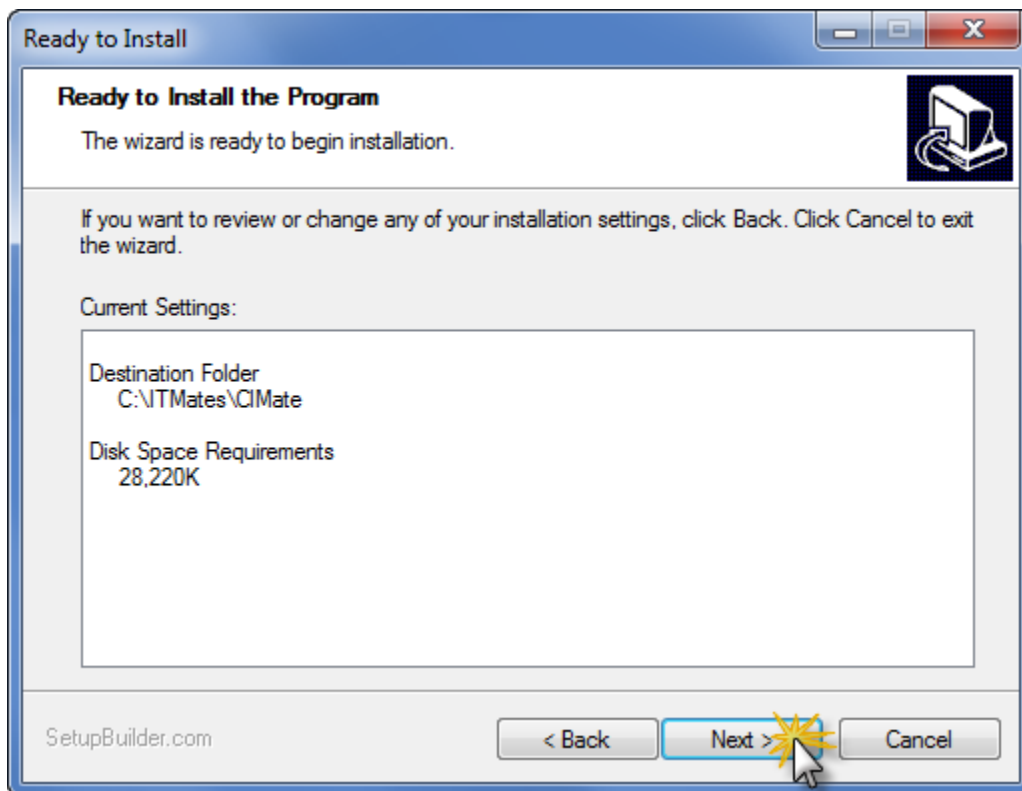 Ready to Install
Ready to Install the Program
The wizard is ready to begin installation.
If you want to review or change any of your installation settings, click Back. Click Cancel to exit
the wizard.
Current Settings:
Destination Folder
C:\ITMates\CIMate
Disk Space Requirements
28,220K
SetupBuilder.com
< Back
Next >
Cancel